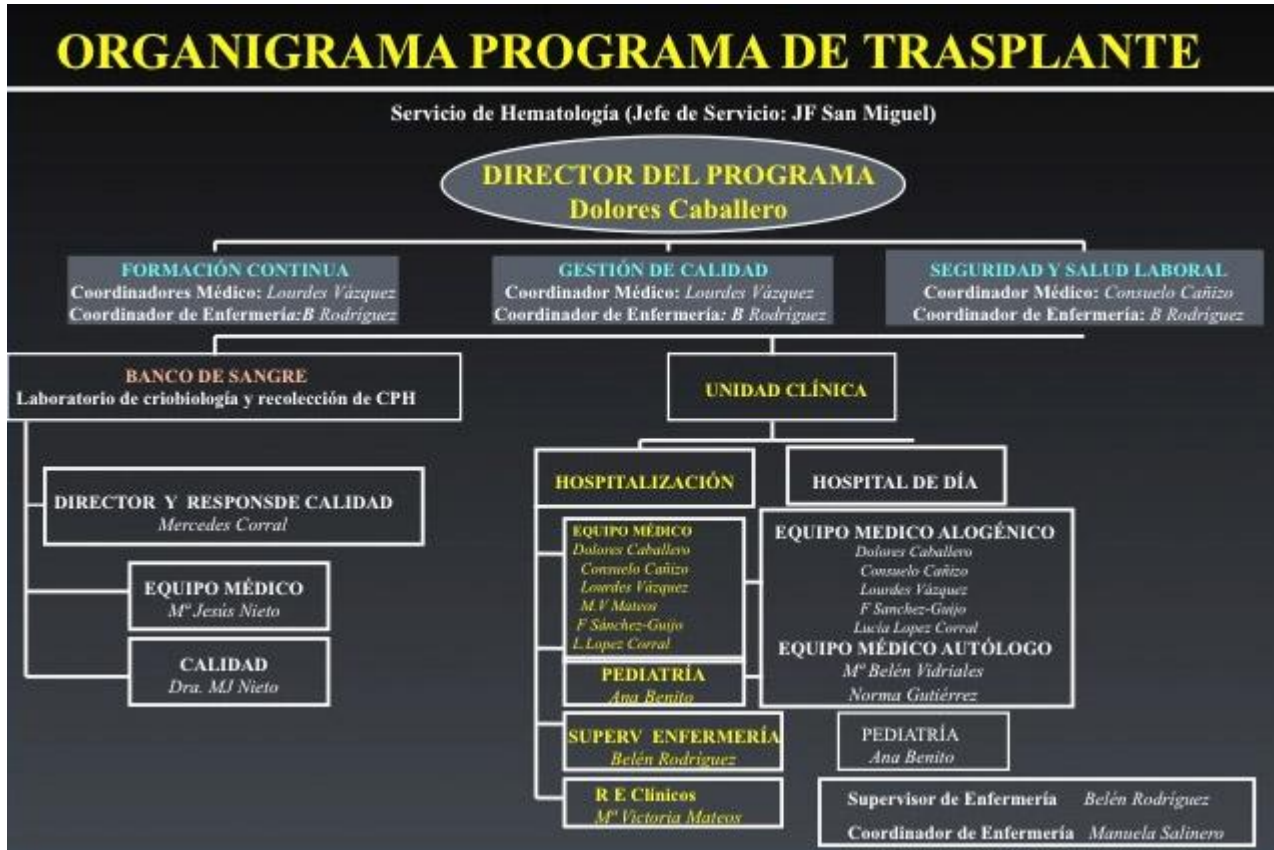 ORGANIGRAMA PROGRAMA DE TRASPLANTE
Servicio de Hematología (Jefe de Servicio: JF San Miguel)
DIRECTOR DEL PROGRAMA
Dolores Caballero
FORMACIÓN CONTINUA
Coordinadores Médico: Lourdes Vázquez
Coordinador de Enfermería:B Rodríguez
GESTIÓN DE CALIDAD
Coordinador Médico: Lourdes Vázquez
Coordinador de Enfermería: B Rodríguez
SEGURIDAD Y SALUD LABORAL
Coordinador Médico: Consuelo Cañizo
Coordinador de Enfermería: B Rodríguez
BANCO DE SANGRE
Laboratorio de criobiología y recolección de CPH
DIRECTOR Y RESPONSDE CALIDAD
Mercedes Corral
EQUIPO MÉDICO
Mª Jesús Nieto
CALIDAD
Dra. MJ Nieto
UNIDAD CLÍNICA
HOSPITALIZACIÓN
EQUIPO MÉDICO
Dolores Caballero
Consuelo Cañizo
Lourdes Vázquez
M.V Mateos
F Sánchez-Guijo
L.Lopez Corral
PEDIATRÍA
Ana Benito
SUPERV ENFERMERÍA
Belén Rodríguez
R E Clínicos
Mª Victoria Mateos
HOSPITAL DE DÍA
EQUIPO MEDICO ALOGÉNICO
Dolores Caballero
Consuelo Cañizo
Lourdes Vázquez
F Sanchez-Guijo
Lucía Lopez Corral
EQUIPO MÉDICO AUTÓLOGO
Mª Belén Vidriales
Norma Gutiérrez
PEDIATRÍA
Ana Benito
Supervisor de Enfermería Belén Rodríguez
Coordinador de Enfermería Manuela Salinero